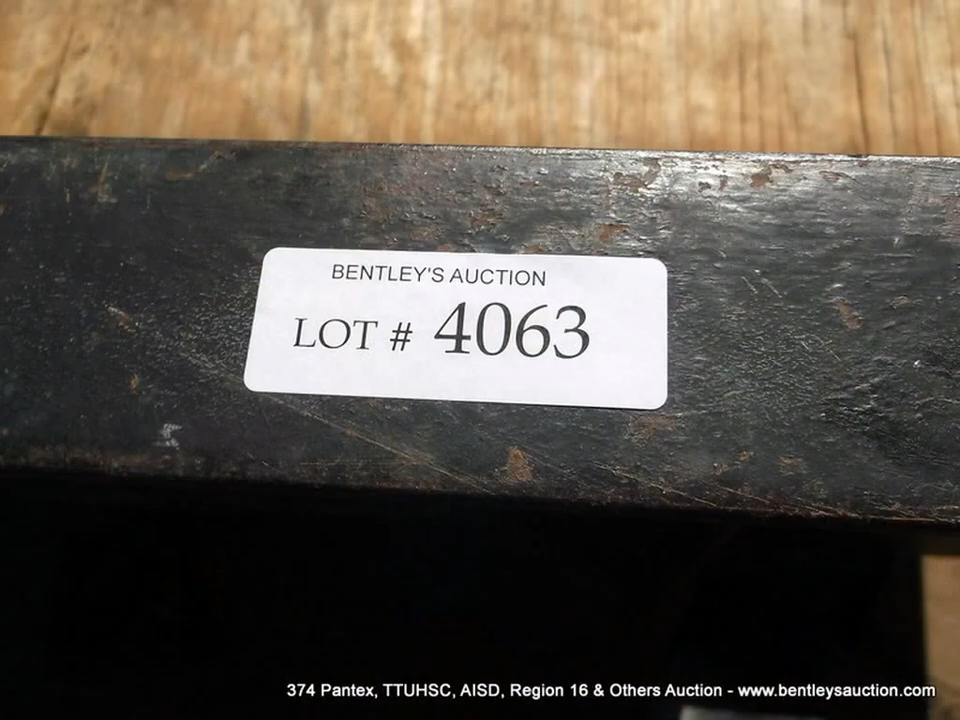 BENTLEY'S AUCTION
LOT # 4063
374 Pantex, TTUHSC, AISD, Region 16 & Others Auction - www.bentleysauction.com